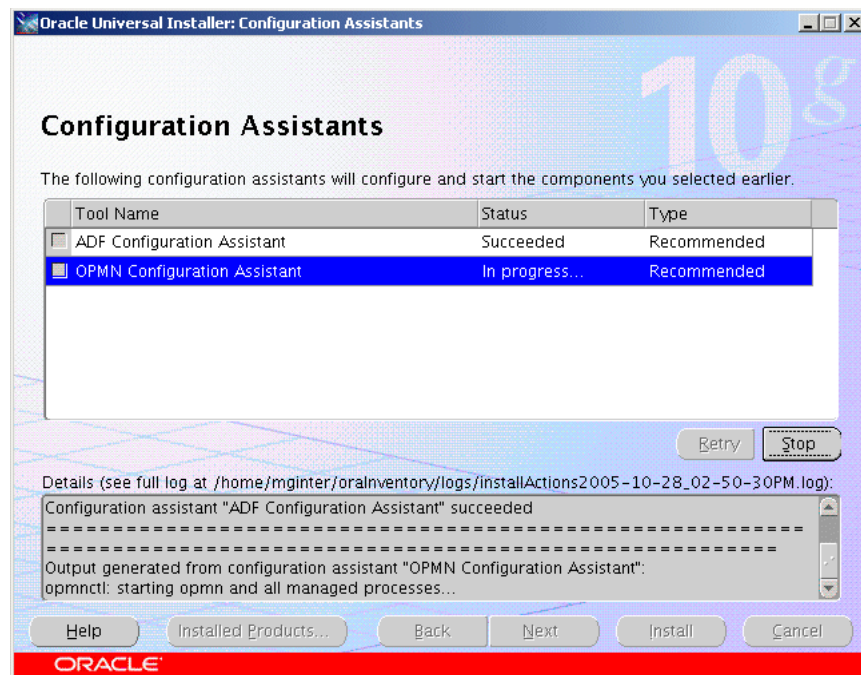 Oracle Universal Installer: Configuration Assistants
10g
Configuration Assistants
The following configuration assistants will configure and start the components you selected earlier.
Tool Name Status Type
ADF Configuration Assistant Succeeded Recommended
OPMN Configuration Assistant In progress... Recommended
Retry Stop
Details (see full log at /home/mginter/oraInventory/logs/installActions2005-10-28_02-50-30PM.log):
Configuration assistant "ADF Configuration Assistant" succeeded
===========================================================
=========================================================
Output generated from configuration assistant "OPMN Configuration Assistant":
opmnctl: starting opmn and all managed processes...
Help Installed Products... Back Next Install Cancel
ORACLE